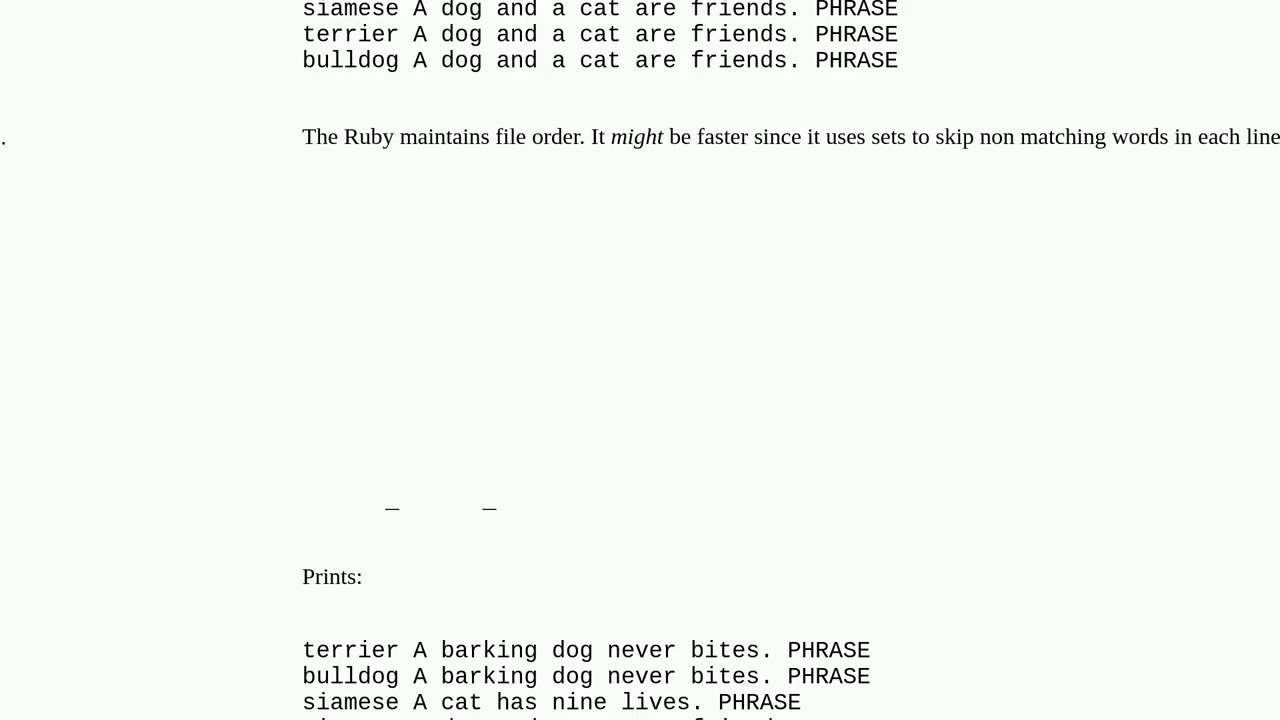 siamese A dog and a cat are friends. PHRASE
terrier A dog and a cat are friends. PHRASE
bulldog A dog and a cat are friends. PHRASE
. The Ruby maintains file order. It might be faster since it uses sets to skip non matching words in each line
_ _
Prints:
terrier A barking dog never bites. PHRASE
bulldog A barking dog never bites. PHRASE
siamese A cat has nine lives. PHRASE